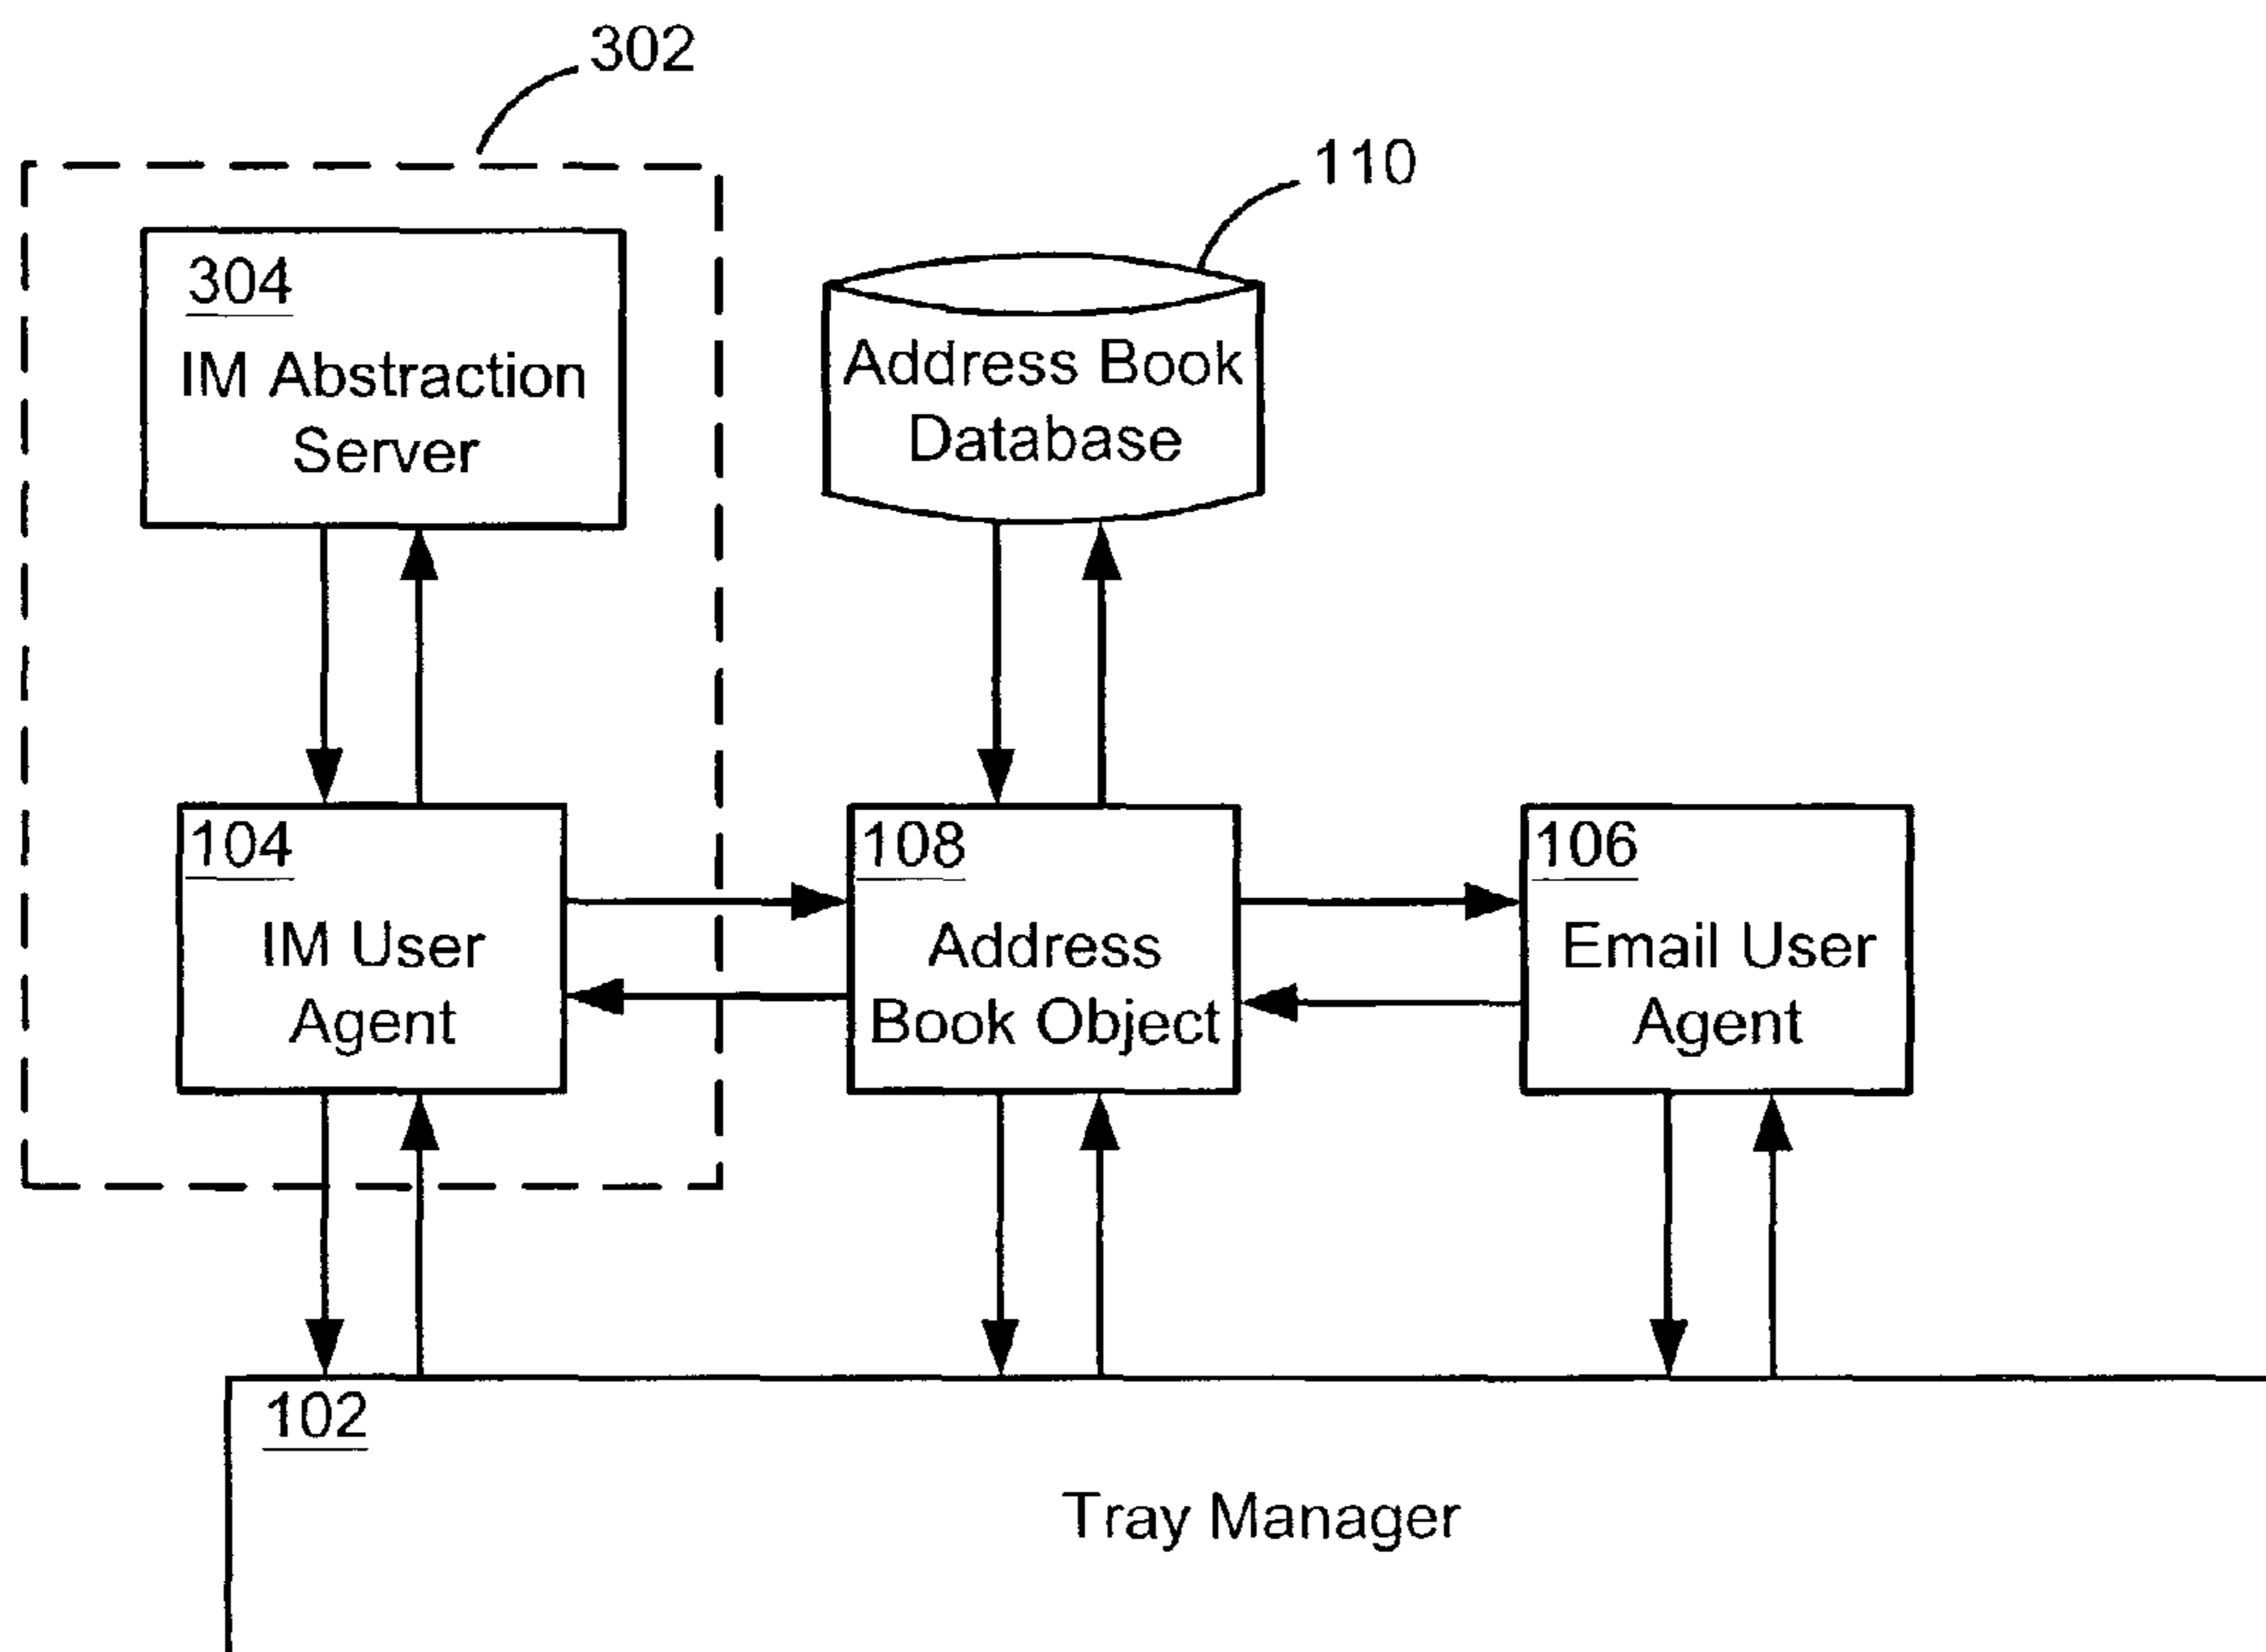 302
110
304
IM Abstraction
Server
Address Book
Database
104
IM User
Agent
108
Address
Book Object
106
Email User
Agent
102
Tray Manager